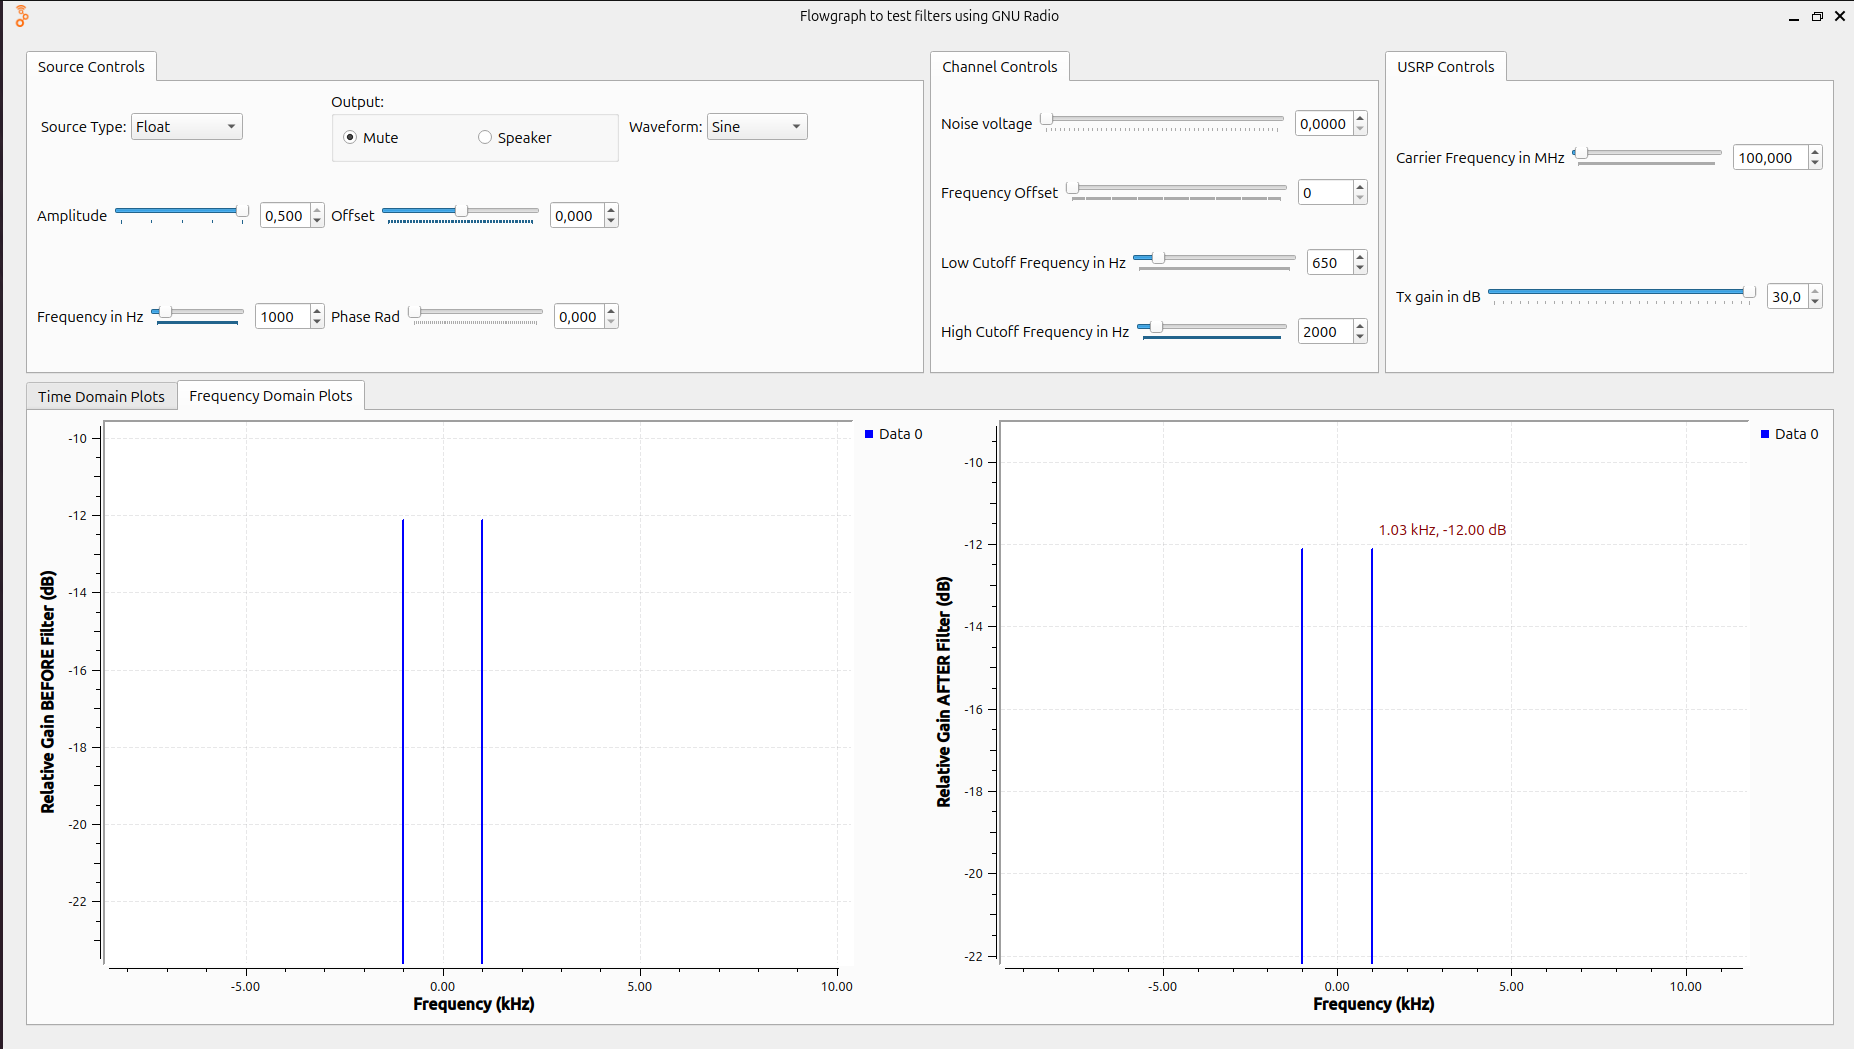 Flowgraph to test filters using GNU Radio
Source Controls
Source Type: Float
Output:
Mute
Speaker
Waveform: Sine
Amplitude 0,500
Offset 0,000
Frequency in Hz 1000
Phase Rad 0,000
Channel Controls
Noise voltage 0,0000
Frequency Offset 0
Low Cutoff Frequency in Hz 650
High Cutoff Frequency in Hz 2000
USRP Controls
Carrier Frequency in MHz 100,000
Tx gain in dB 30,0
Time Domain Plots
Frequency Domain Plots
Relative Gain BEFORE Filter (dB)
-10
-12
-14
-16
-18
-20
-22
-5.00 0.00 5.00 10.00
Frequency (kHz)
Data 0
Relative Gain AFTER Filter (dB)
-10
-12
-14
-16
-18
-20
-22
1.03 kHz, -12.00 dB
-5.00 0.00 5.00 10.00
Frequency (kHz)
Data 0